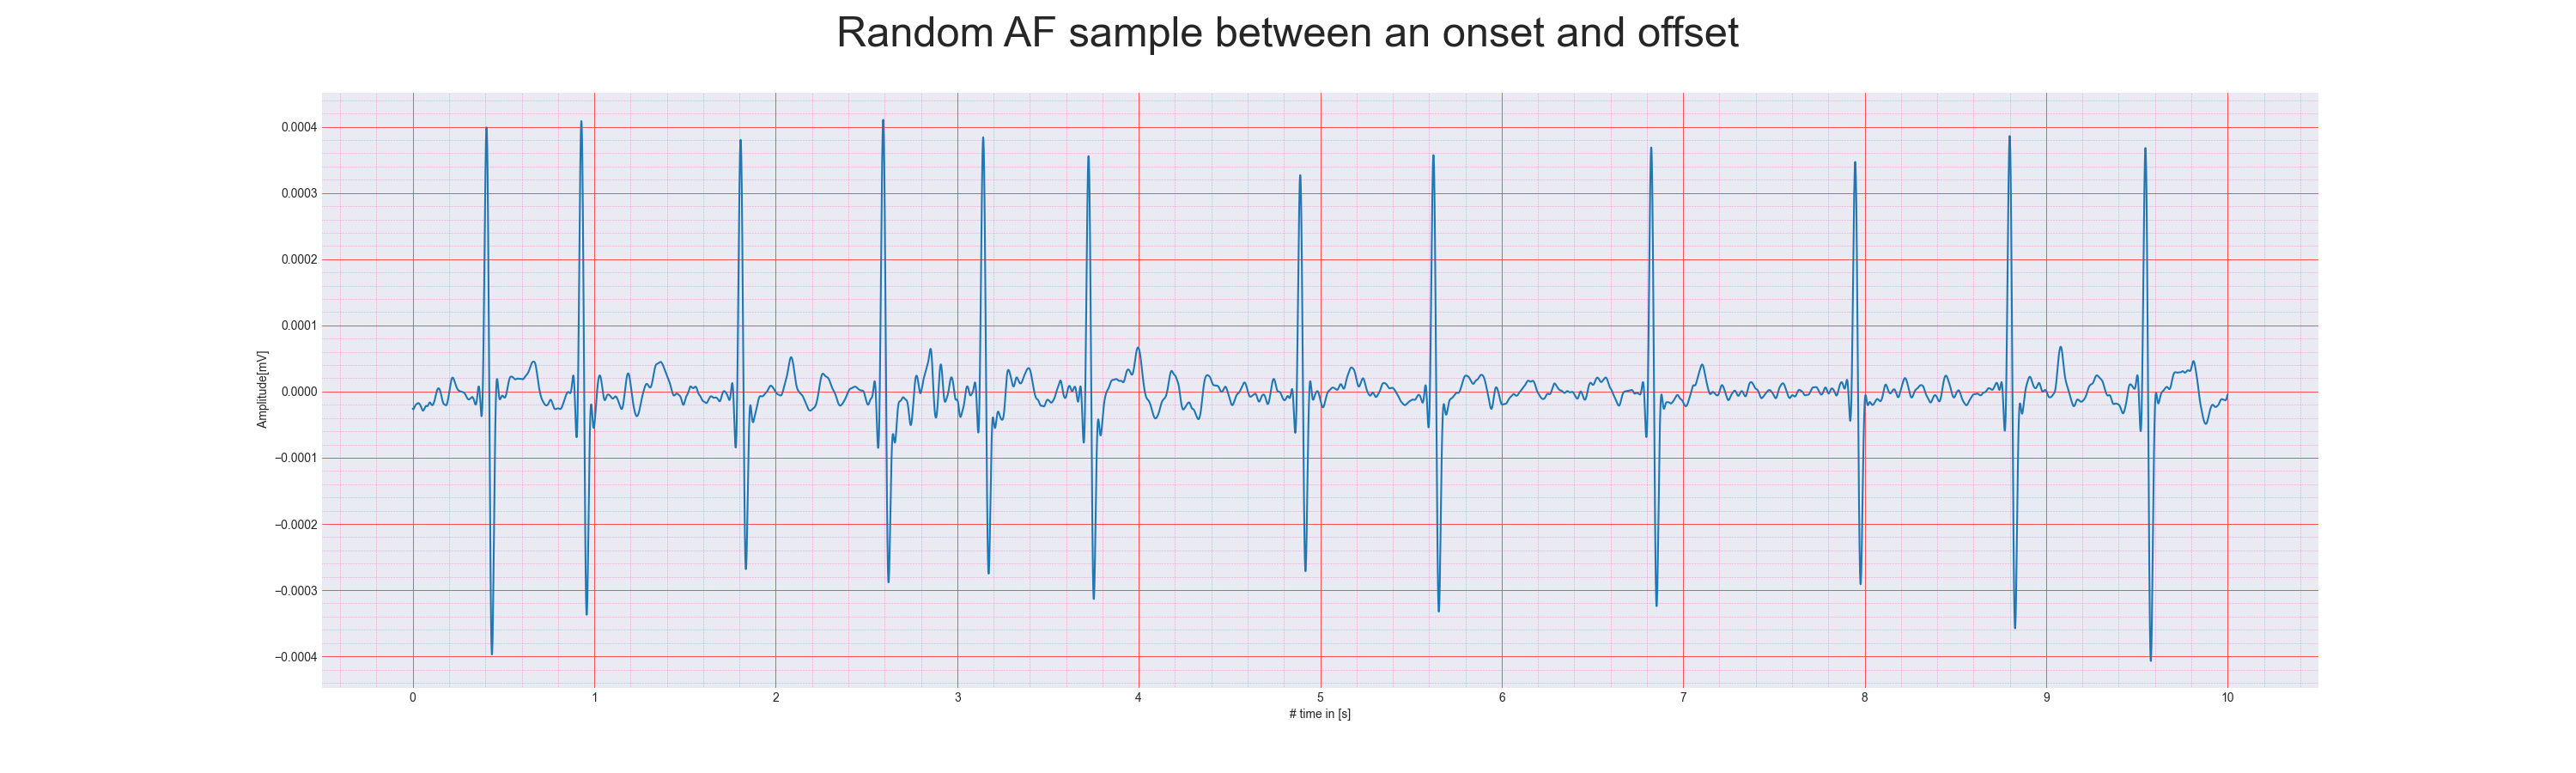 Random AF sample between an onset and offset
0.0004
0.0003
0.0002
0.0001
0.0000
−0.0001
−0.0002
−0.0003
−0.0004
Amplitude[mV]
0 1 2 3 4 5 6 7 8 9 10
# time in [s]